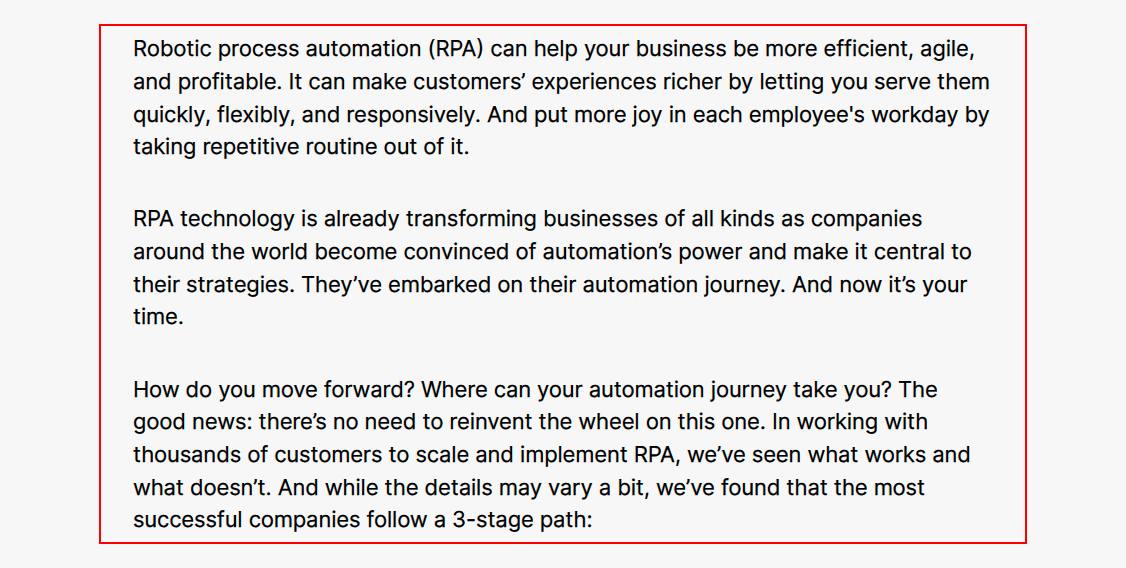 Robotic process automation (RPA) can help your business be more efficient, agile,
and profitable. It can make customers’ experiences richer by letting you serve them
quickly, flexibly, and responsively. And put more joy in each employee's workday by
taking repetitive routine out of it.
RPA technology is already transforming businesses of all kinds as companies
around the world become convinced of automation’s power and make it central to
their strategies. They’ve embarked on their automation journey. And now it’s your
time.
How do you move forward? Where can your automation journey take you? The
good news: there’s no need to reinvent the wheel on this one. In working with
thousands of customers to scale and implement RPA, we’ve seen what works and
what doesn’t. And while the details may vary a bit, we’ve found that the most
successful companies follow a 3-stage path: